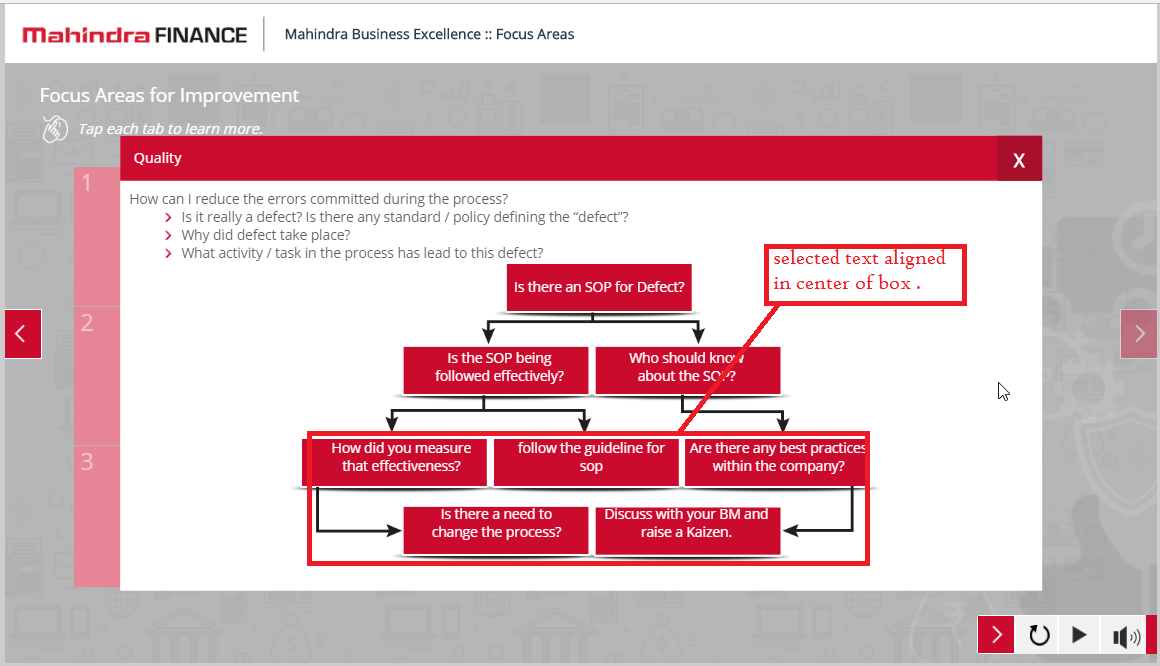 Mahindra FINANCE
Mahindra Business Excellence :: Focus Areas
Focus Areas for Improvement
Tap each tab to learn more.
Quality
X
1
2
3
How can I reduce the errors committed during the process?
Is it really a defect? Is there any standard / policy defining the “defect”?
Why did defect take place?
What activity / task in the process has lead to this defect?
selected text aligned
in center of box .
Is there an SOP for Defect?
Is the SOP being
followed effectively?
Who should know
about the SOP?
How did you measure
that effectiveness?
follow the guideline for
sop
Are there any best practices
within the company?
Is there a need to
change the process?
Discuss with your BM and
raise a Kaizen.